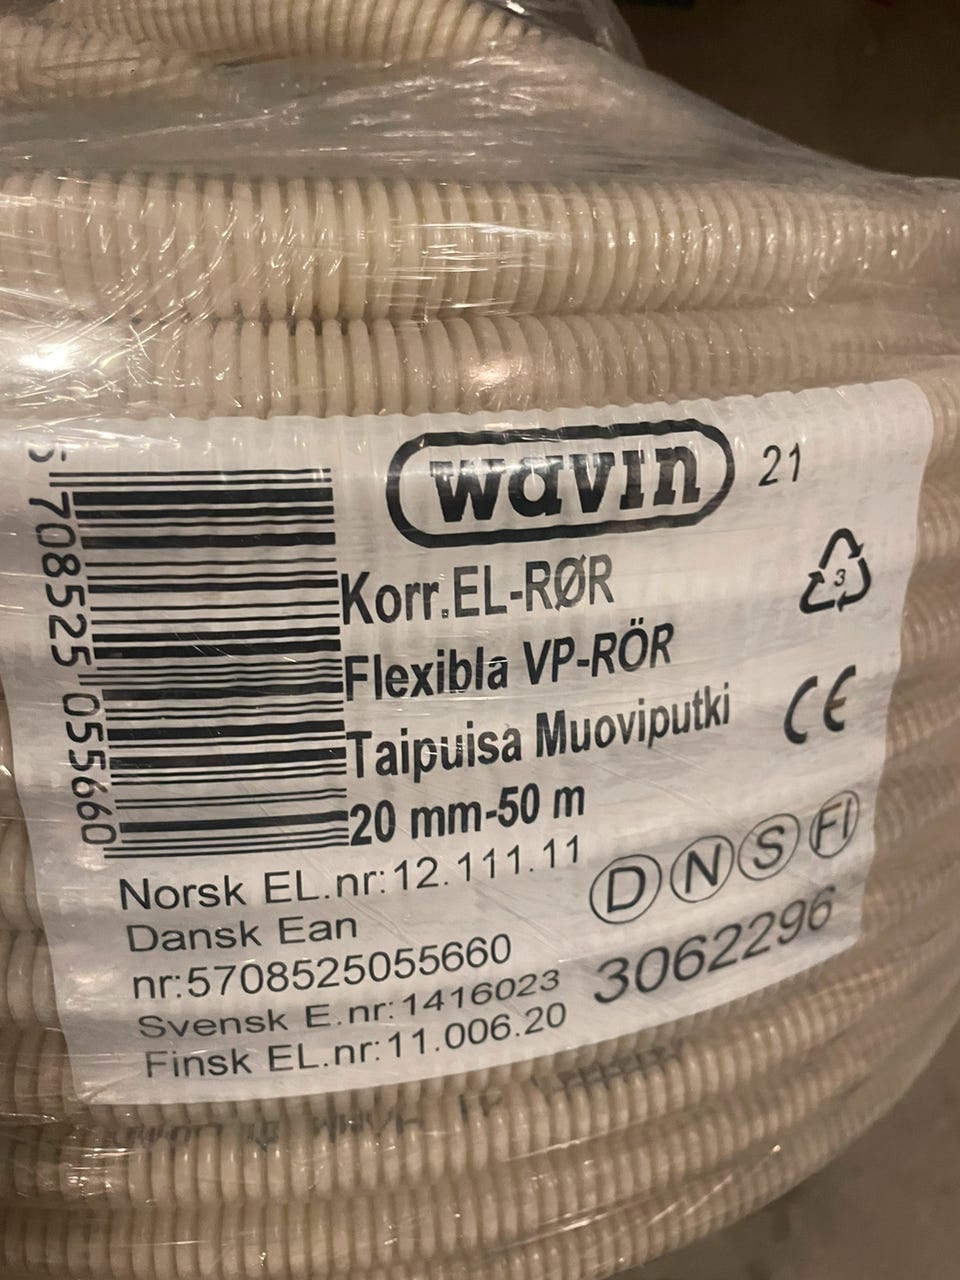 wavin 21
Korr.EL-RØR
3
Flexibla VP-RÖR
Taipuisa Muoviputki
CE
20 mm-50 m
5 708525 055660
Norsk EL.nr:12.111.11
D N S FI
Dansk Ean
nr:5708525055660
3062296
Svensk E.nr:1416023
Finsk EL.nr:11.006.20